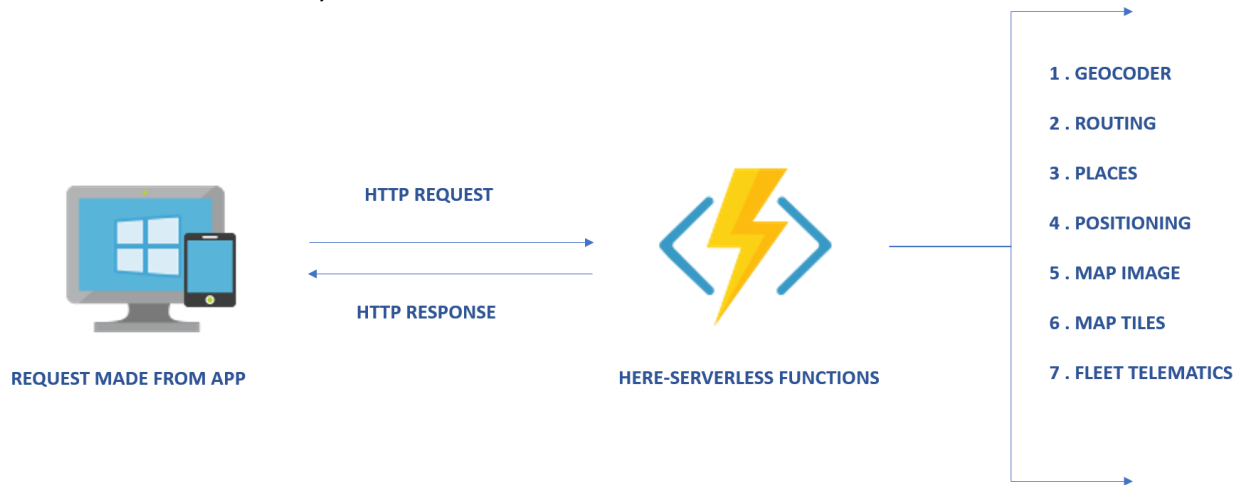 1 . GEOCODER
2 . ROUTING
3 . PLACES
HTTP REQUEST
4 . POSITIONING
5 . MAP IMAGE
HTTP RESPONSE
6 . MAP TILES
REQUEST MADE FROM APP
HERE-SERVERLESS FUNCTIONS
7 . FLEET TELEMATICS